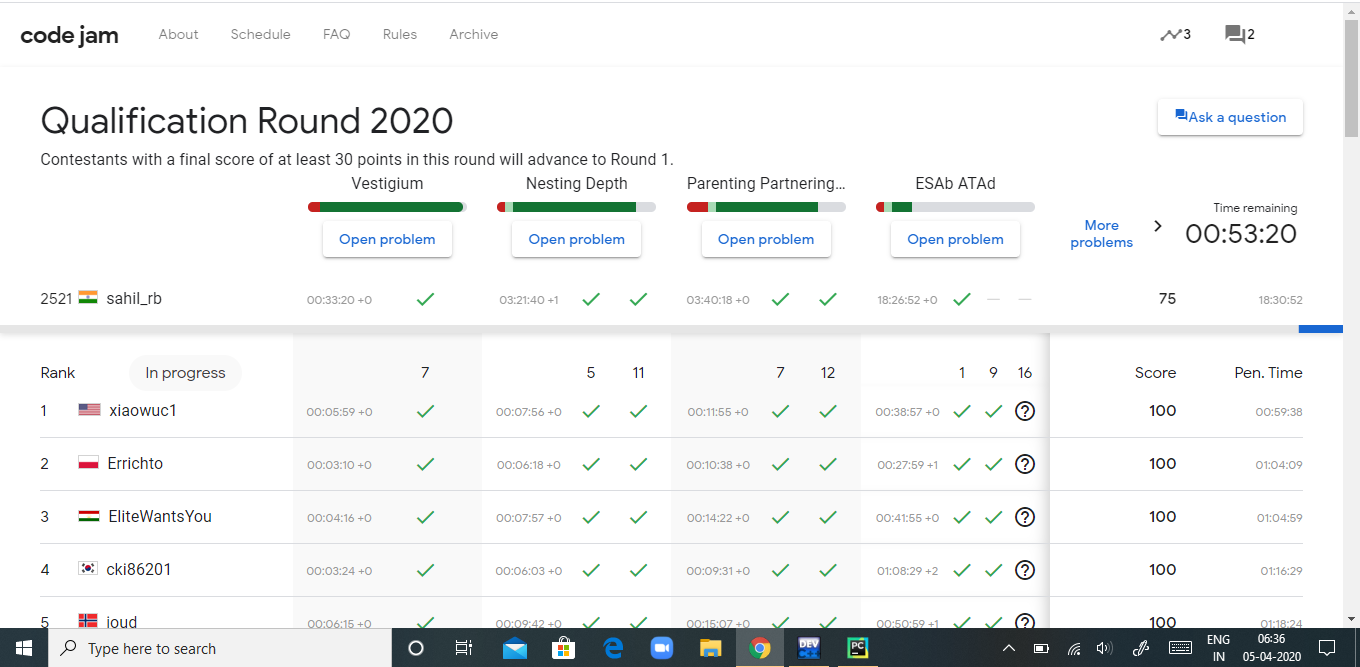 code jam About Schedule FAQ Rules Archive 3 2
Qualification Round 2020
Ask a question
Contestants with a final score of at least 30 points in this round will advance to Round 1.
Vestigium Nesting Depth Parenting Partnering... ESAb ATAd
Time remaining
Open problem Open problem Open problem Open problem More problems 00:53:20
2521 sahil_rb 00:33:20 +0 03:21:40 +1 03:40:18 +0 18:26:52 +0 75 18:30:52
Rank In progress 7 5 11 7 12 1 9 16 Score Pen. Time
1 xiaowuc1 00:05:59 +0 00:07:56 +0 00:11:55 +0 00:38:57 +0 100 00:59:38
2 Errichto 00:03:10 +0 00:06:18 +0 00:10:38 +0 00:27:59 +1 100 01:04:09
3 EliteWantsYou 00:04:16 +0 00:07:57 +0 00:14:22 +0 00:41:55 +0 100 01:04:59
4 cki86201 00:03:24 +0 00:06:03 +0 00:09:31 +0 01:08:29 +2 100 01:16:29
5 00:06:15 +0 00:09:42 +0 00:15:07 +0 00:50:59 +1 100 01:18:24
Type here to search
DEV
PC
ENG
IN
06:36
05-04-2020